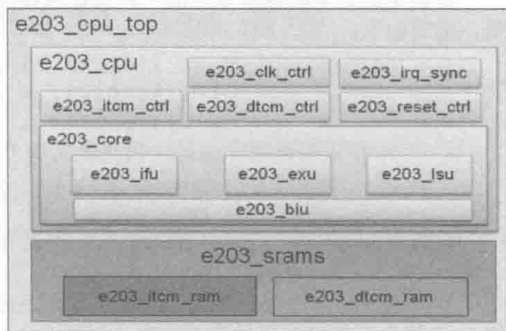 e203_cpu_top
e203_cpu
e203_clk_ctrl e203_irq_sync
e203_itcm_ctrl e203_dtcm_ctrl e203_reset_ctrl
e203_core
e203_ifu e203_exu e203_lsu
e203_biu
e203_srams
e203_itcm_ram e203_dtcm_ram